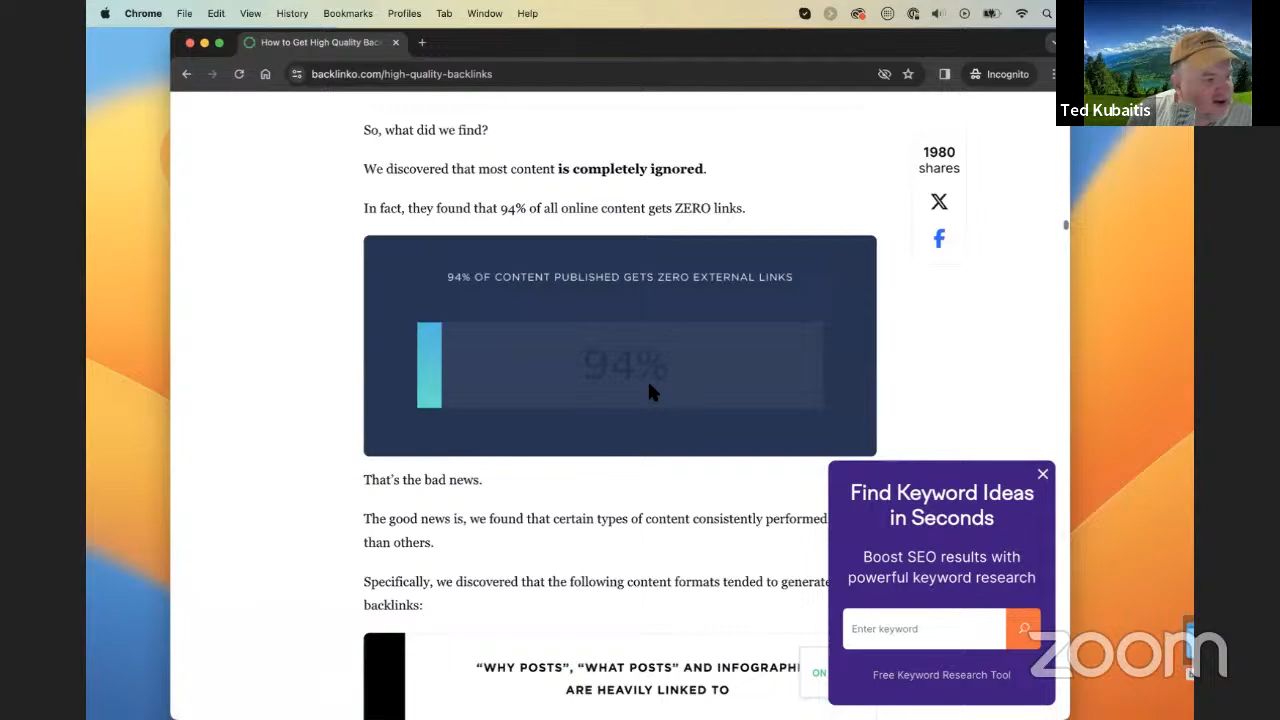 Chrome File Edit View History Bookmarks Profiles Tab Window Help
How to Get High Quality Bac
backlinko.com/high-quality-backlinks
Incognito
Ted Kubaitis
So, what did we find?
We discovered that most content is completely ignored.
In fact, they found that 94% of all online content gets ZERO links.
1980
shares
94% OF CONTENT PUBLISHED GETS ZERO EXTERNAL LINKS
94%
That's the bad news.
The good news is, we found that certain types of content consistently performed
than others.
Specifically, we discovered that the following content formats tended to generate
backlinks:
“WHY POSTS”, “WHAT POSTS” AND INFOGRAPHI
ARE HEAVILY LINKED TO
ON
Find Keyword Ideas
in Seconds
Boost SEO results with
powerful keyword research
Enter keyword
Free Keyword Research Tool
zoom